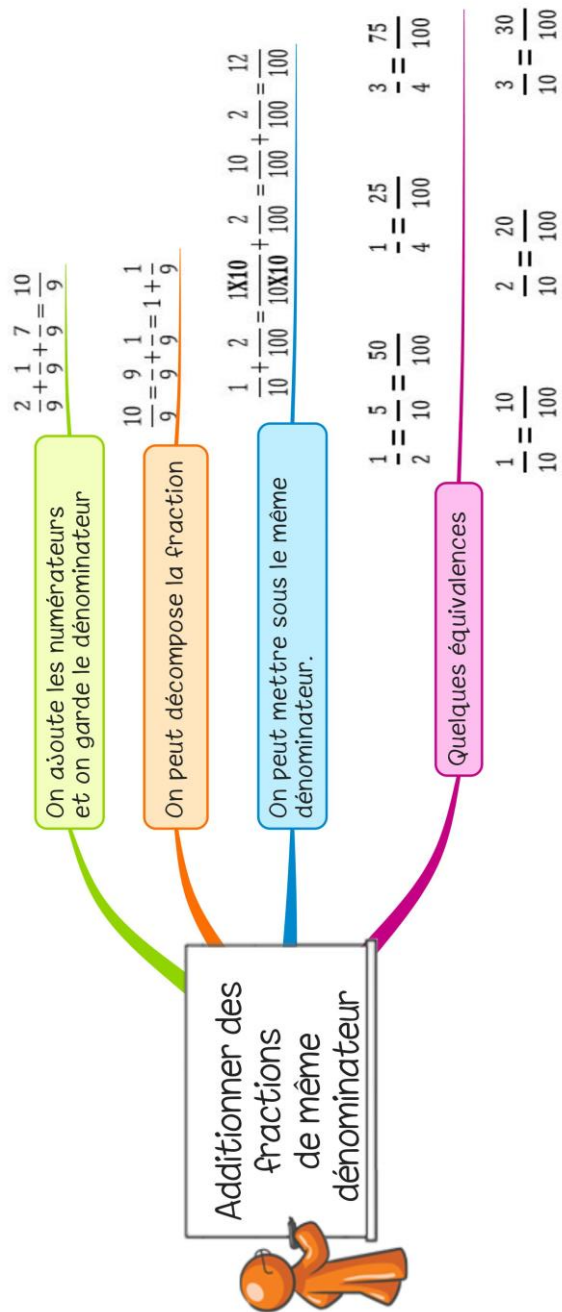 Additionner des
fractions
de même
dénominateur
On ajoute les numérateurs
et on garde le dénominateur
2/9 + 1/9 + 7/9 = 10/9
On peut décompose la fraction
10/9 = 9/9 + 1/9 = 1 + 1/9
On peut mettre sous le même
dénominateur.
1/10 + 2/100 = 1X10/10X10 + 2/100 = 10/100 + 2/100 = 12/100
Quelques équivalences
1/2 = 5/10 = 50/100 1/4 = 25/100 3/4 = 75/100
1/10 = 10/100 2/10 = 20/100 3/10 = 30/100